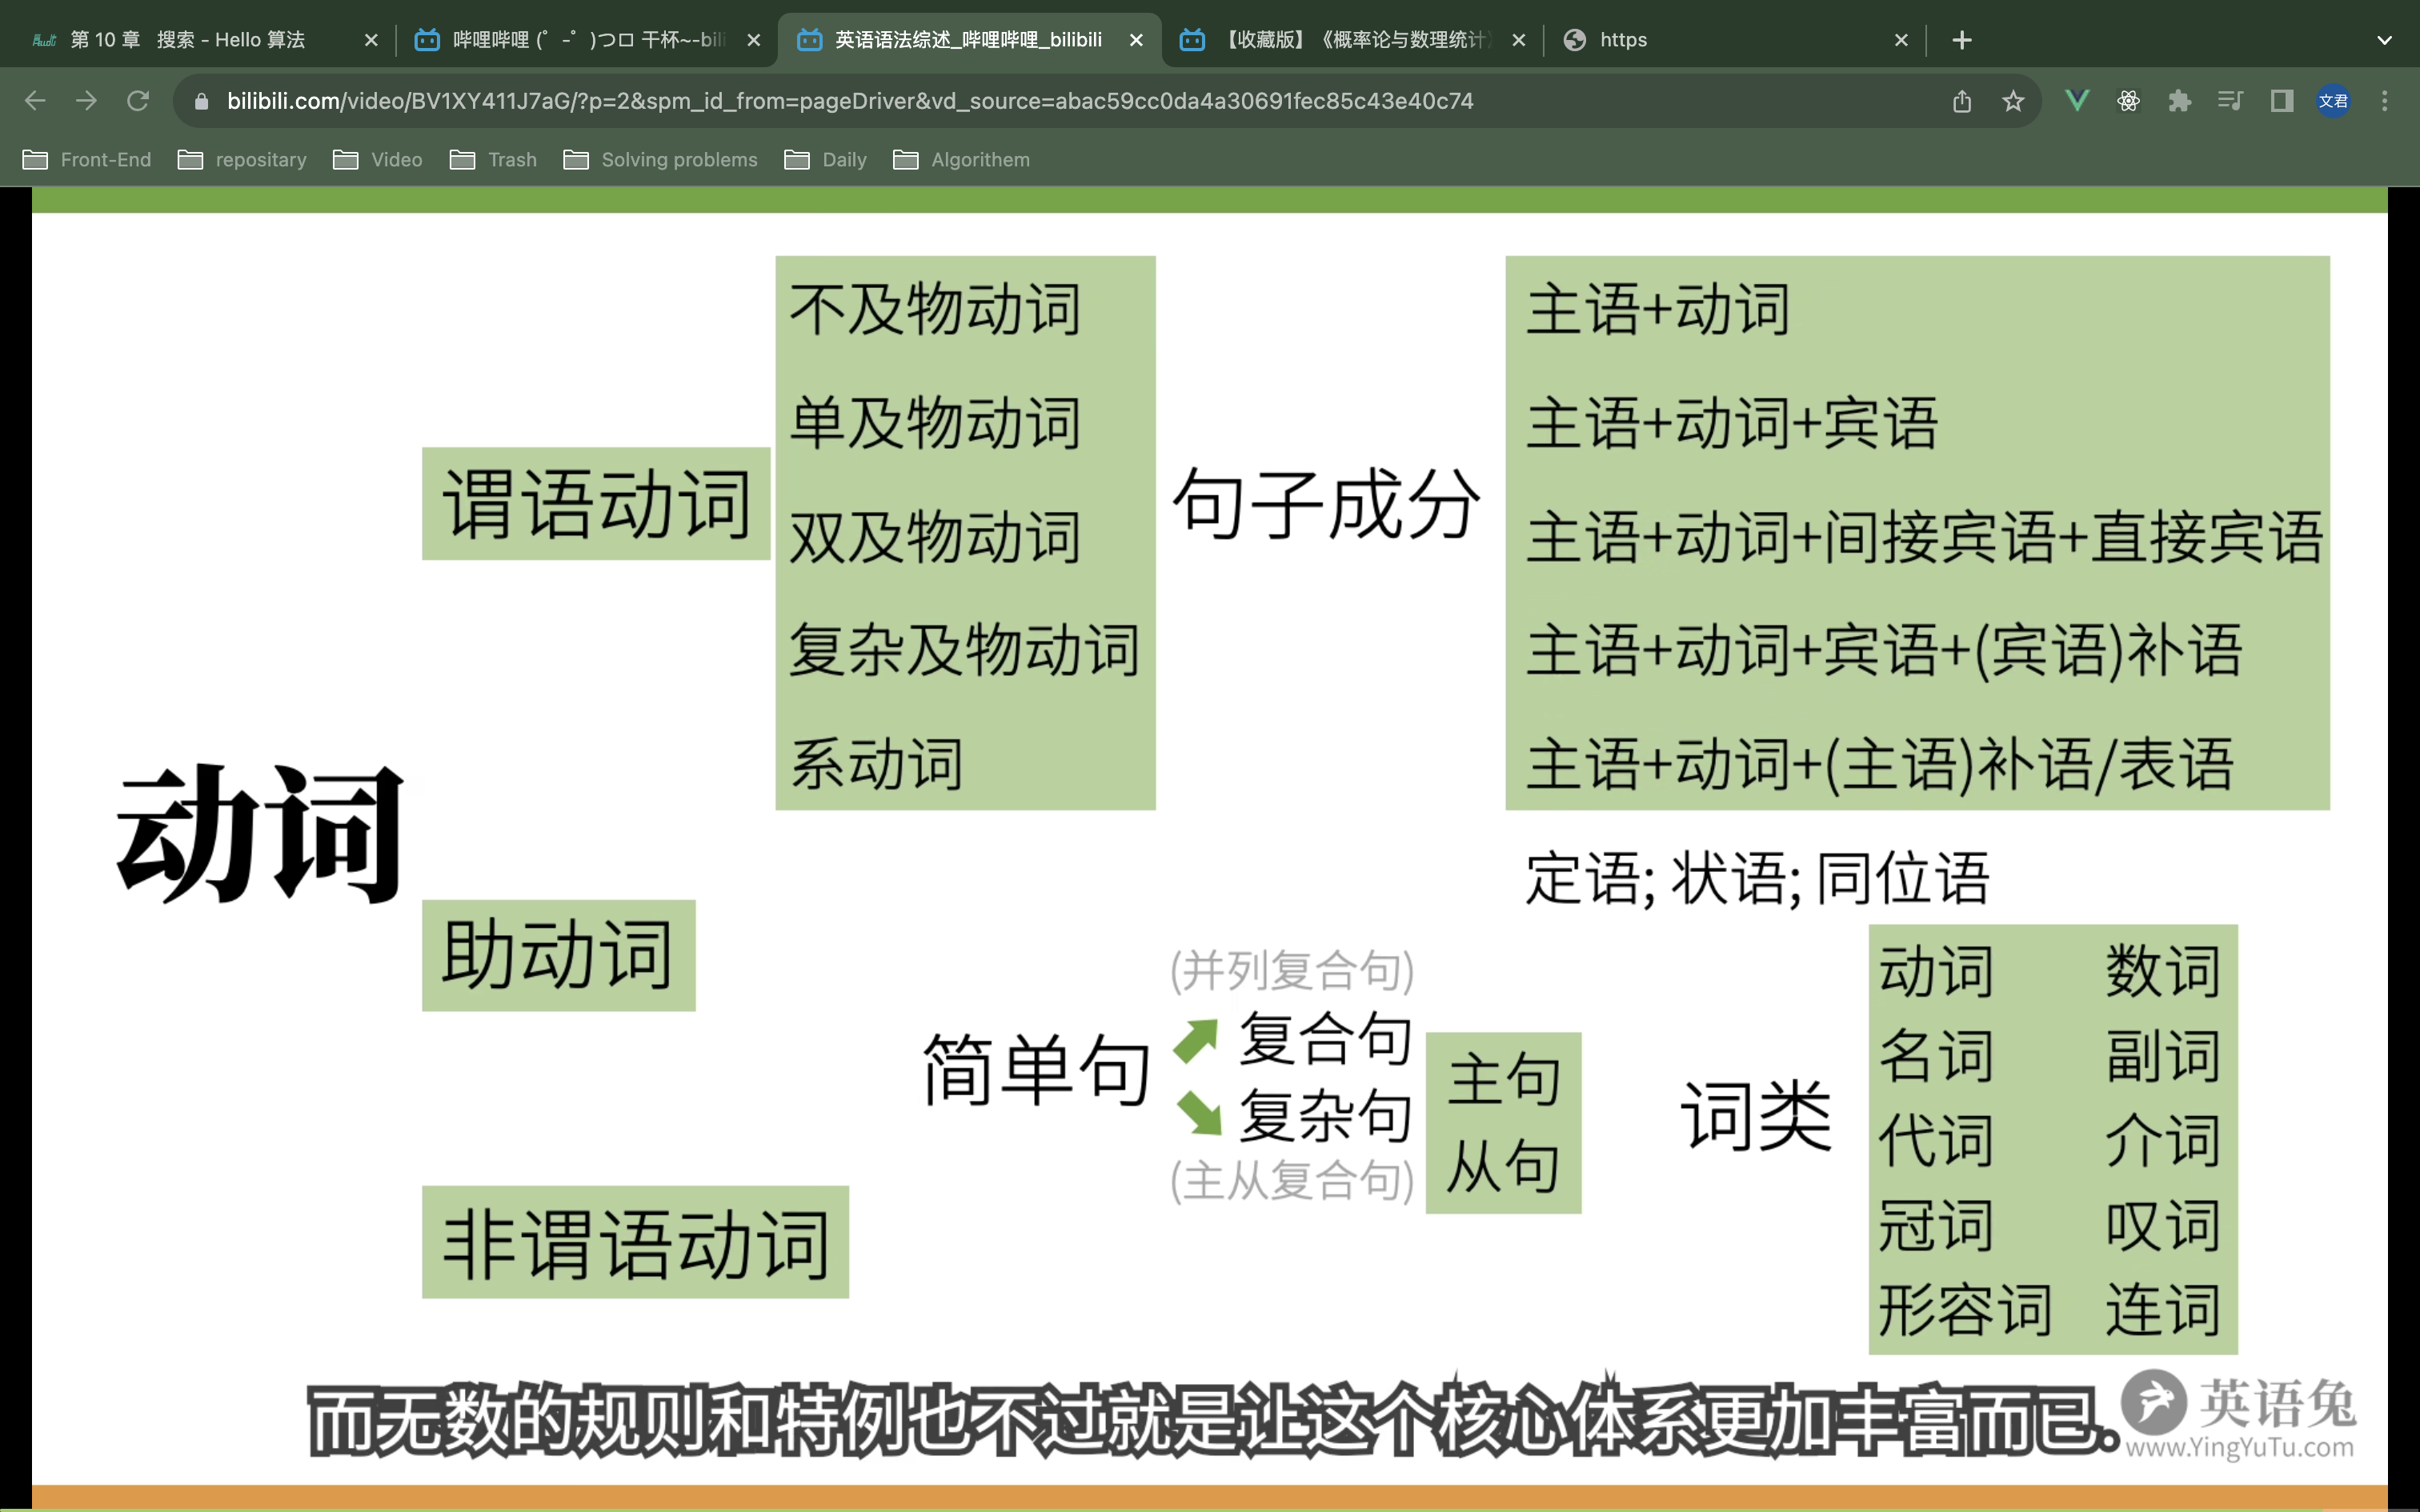 第 10 章 搜索 - Hello 算法
哔哩哔哩 (゜-゜)つロ 干杯~-bili
英语语法综述_哔哩哔哩_bilibili
【收藏版】《概率论与数理统计》
https
bilibili.com/video/BV1XY411J7aG/?p=2&spm_id_from=pageDriver&vd_source=abac59cc0da4a30691fec85c43e40c74
文君
Front-End
repositary
Video
Trash
Solving problems
Daily
Algorithem
动词
谓语动词
助动词
非谓语动词
不及物动词
单及物动词
双及物动词
复杂及物动词
系动词
句子成分
主语+动词
主语+动词+宾语
主语+动词+间接宾语+直接宾语
主语+动词+宾语+(宾语)补语
主语+动词+(主语)补语/表语
定语; 状语; 同位语
简单句
(并列复合句)
复合句
复杂句
(主从复合句)
主句
从句
词类
动词 数词
名词 副词
代词 介词
冠词 叹词
形容词 连词
而无数的规则和特例也不过就是让这个核心体系更加丰富而已。
英语兔
www.YingYuTu.com